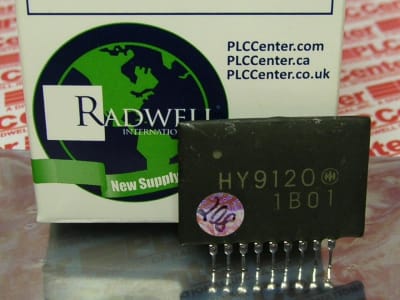 PLCCenter.com
PLCCenter.ca
PLCCenter.co.uk
RADWELL
INTERNATIO
New Supply
HY9120
1B01